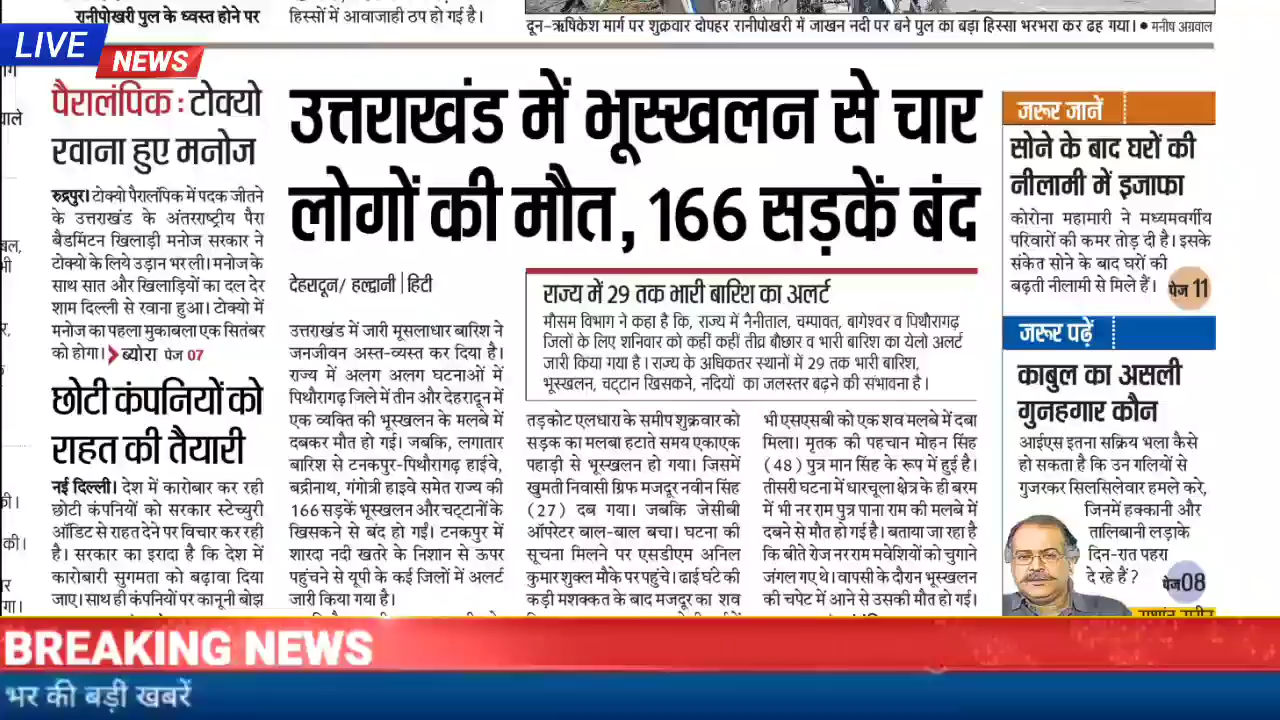 रानीपोखरी पुल के ध्वस्त होने पर
हिस्सों में आवाजाही ठप हो गई है।
दून-ऋषिकेश मार्ग पर शुक्रवार दोपहर रानीपोखरी में जाखन नदी पर बने पुल का बड़ा हिस्सा भरभरा कर ढह गया। ● मनीष अग्रवाल
LIVE
NEWS
पैरालंपिक : टोक्यो
रवाना हुए मनोज
रुद्रपुर। टोक्यो पैरालंपिक में पदक जीतने
के उत्तराखंड के अंतरराष्ट्रीय पैरा
बैडमिंटन खिलाड़ी मनोज सरकार ने
टोक्यो के लिये उड़ान भर ली। मनोज के
साथ सात और खिलाड़ियों का दल देर
शाम दिल्ली से रवाना हुआ। टोक्यो में
मनोज का पहला मुकाबला एक सितंबर
को होगा। ब्योरा पेज 07
छोटी कंपनियों को
राहत की तैयारी
नई दिल्ली। देश में कारोबार कर रही
छोटी कंपनियों को सरकार स्टेच्युरी
ऑडिट से राहत देने पर विचार कर रही
है। सरकार का इरादा है कि देश में
कारोबारी सुगमता को बढ़ावा दिया
जाए। साथ ही कंपनियों पर कानूनी बोझ
उत्तराखंड में भूस्खलन से चार
लोगों की मौत, 166 सड़कें बंद
देहरादून/ हल्द्वानी | हिटी
उत्तराखंड में जारी मूसलाधार बारिश ने
जनजीवन अस्त-व्यस्त कर दिया है।
राज्य में अलग अलग घटनाओं में
पिथौरागढ़ जिले में तीन और देहरादून में
एक व्यक्ति की भूस्खलन के मलबे में
दबकर मौत हो गई। जबकि, लगातार
बारिश से टनकपुर-पिथौरागढ़ हाईवे,
बद्रीनाथ, गंगोत्री हाइवे समेत राज्य की
166 सड़कें भूस्खलन और चट्टानों के
खिसकने से बंद हो गईं। टनकपुर में
शारदा नदी खतरे के निशान से ऊपर
पहुंचने से यूपी के कई जिलों में अलर्ट
जारी किया गया है।
राज्य में 29 तक भारी बारिश का अलर्ट
मौसम विभाग ने कहा है कि, राज्य में नैनीताल, चम्पावत, बागेश्वर व पिथौरागढ़
जिलों के लिए शनिवार को कहीं कहीं तीव्र बौछार व भारी बारिश का येलो अलर्ट
जारी किया गया है। राज्य के अधिकतर स्थानों में 29 तक भारी बारिश,
भूस्खलन, चट्टान खिसकने, नदियों का जलस्तर बढ़ने की संभावना है।
तड़कोट एलधारा के समीप शुक्रवार को
सड़क का मलबा हटाते समय एकाएक
पहाड़ी से भूस्खलन हो गया। जिसमें
खुमती निवासी ग्रिफ मजदूर नवीन सिंह
(27) दब गया। जबकि जेसीबी
ऑपरेटर बाल-बाल बचा। घटना की
सूचना मिलने पर एसडीएम अनिल
कुमार शुक्ल मौके पर पहुंचे। ढाई घंटे की
कड़ी मशक्कत के बाद मजदूर का शव
भी एसएसबी को एक शव मलबे में दबा
मिला। मृतक की पहचान मोहन सिंह
(48) पुत्र मान सिंह के रूप में हुई है।
तीसरी घटना में धारचूला क्षेत्र के ही बरम
में भी नर राम पुत्र पाना राम की मलबे में
दबने से मौत हो गई है। बताया जा रहा है
कि बीते रोज नर राम मवेशियों को चुगाने
जंगल गए थे। वापसी के दौरान भूस्खलन
की चपेट में आने से उसकी मौत हो गई।
जरूर जानें
सोने के बाद घरों की
नीलामी में इजाफा
कोरोना महामारी ने मध्यमवर्गीय
परिवारों की कमर तोड़ दी है। इसके
संकेत सोने के बाद घरों की
बढ़ती नीलामी से मिले हैं। पेज 11
जरूर पढ़ें
काबुल का असली
गुनहगार कौन
आईएस इतना सक्रिय भला कैसे
हो सकता है कि उन गलियों से
गुजरकर सिलसिलेवार हमले करे,
जिनमें हक्कानी और
तालिबानी लड़ाके
दिन-रात पहरा
दे रहे हैं ? पेज 08
BREAKING NEWS
भर की बड़ी खबरें